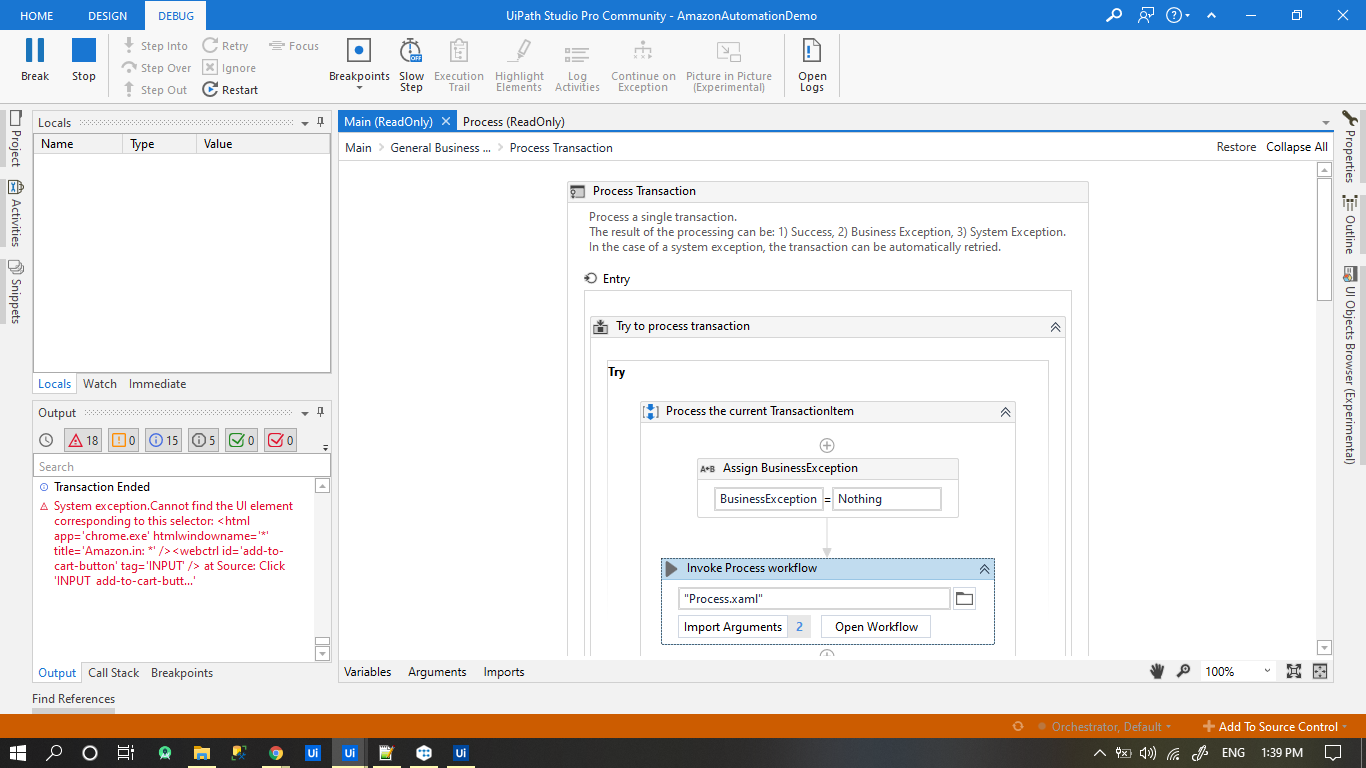 HOME DESIGN DEBUG UiPath Studio Pro Community - AmazonAutomationDemo
Break
Stop
Step Into
Step Over
Step Out
Retry
Ignore
Restart
Focus
Breakpoints
Slow
Step
Execution
Trail
Highlight
Elements
Log
Activities
Continue on
Exception
Picture in Picture
(Experimental)
Open
Logs
Project
Activities
Snippets
Locals
Name Type Value
Locals Watch Immediate
Output
18 0 15 5 0 0
Search
Transaction Ended
System exception.Cannot find the UI element
corresponding to this selector: <html
app='chrome.exe' htmlwindowname='*'
title='Amazon.in: *' /><webctrl id='add-to-
cart-button' tag='INPUT' /> at Source: Click
'INPUT add-to-cart-butt...'
Output Call Stack Breakpoints
Find References
Main (ReadOnly) Process (ReadOnly)
Main > General Business ... > Process Transaction
Restore Collapse All
Process Transaction
Process a single transaction.
The result of the processing can be: 1) Success, 2) Business Exception, 3) System Exception.
In the case of a system exception, the transaction can be automatically retried.
Entry
Try to process transaction
Try
Process the current TransactionItem
A*B Assign BusinessException
BusinessException = Nothing
Invoke Process workflow
"Process.xaml"
Import Arguments 2 Open Workflow
Variables Arguments Imports
100%
Properties
Outline
UI Objects Browser (Experimental)
Orchestrator, Default
Add To Source Control
Ui Ui Ui
ENG 1:39 PM